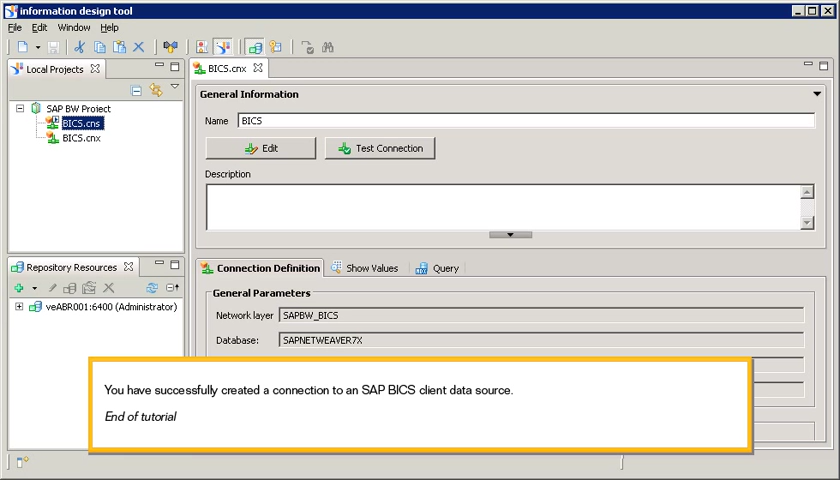 information design tool
File Edit Window Help
Local Projects
SAP BW Project
BICS.cns
BICS.cnx
Repository Resources
veABR001:6400 (Administrator)
BICS.cnx
General Information
Name BICS
Edit Test Connection
Description
Connection Definition Show Values Query
General Parameters
Network layer SAPBW_BICS
Database: SAPNETWEAVER7X
You have successfully created a connection to an SAP BICS client data source.
End of tutorial